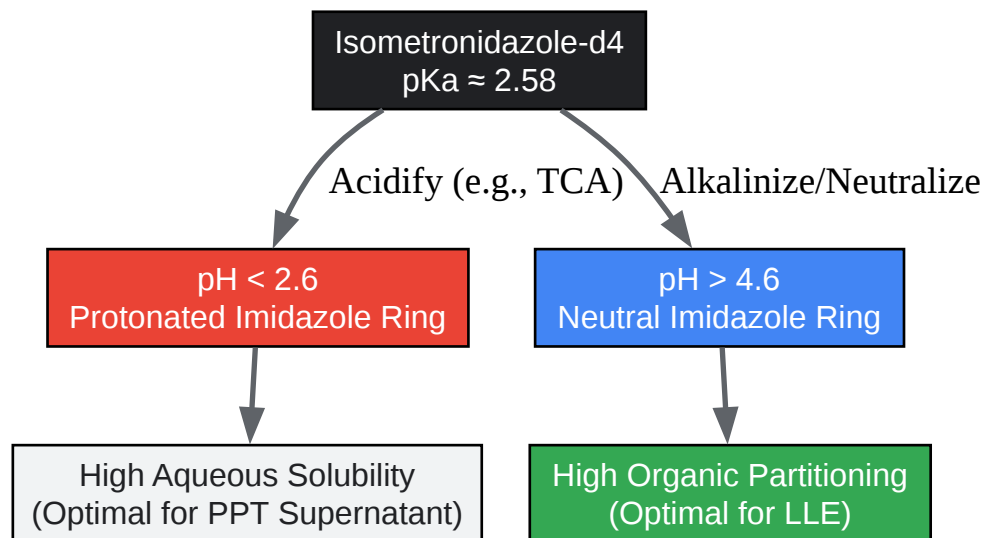 Isometronidazole-d4
pKa ≈ 2.58
Acidify (e.g., TCA)
Alkalinize/Neutralize
pH < 2.6
Protonated Imidazole Ring
pH > 4.6
Neutral Imidazole Ring
High Aqueous Solubility
(Optimal for PPT Supernatant)
High Organic Partitioning
(Optimal for LLE)